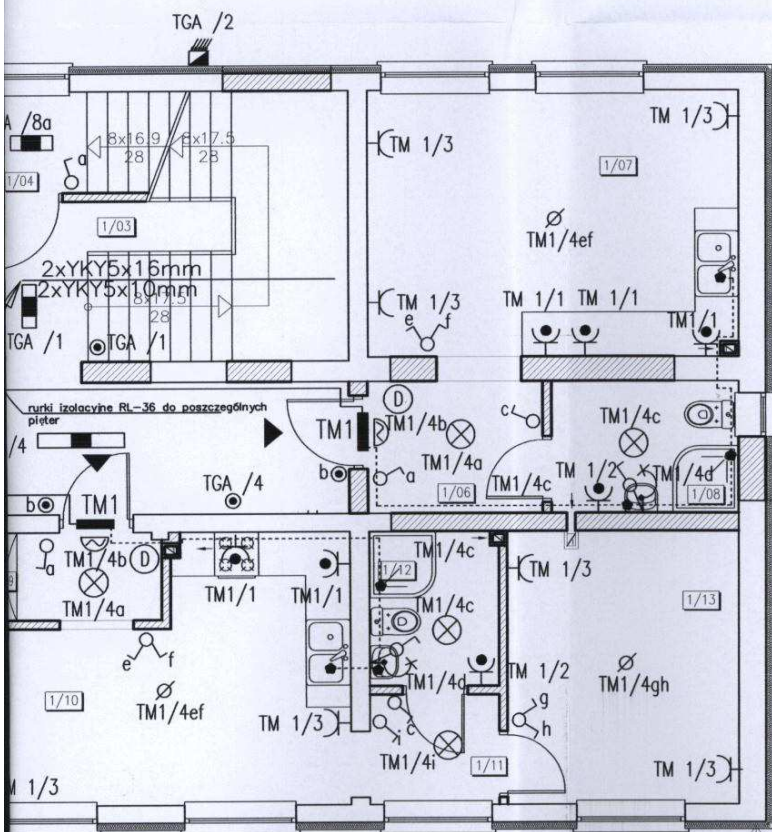 TGA /2
/8a
a
1/04
8x16.9
28
8x17.5
28
1/03
2xYKY5x16mm
2xYKY5x10mm
28
TGA /1
TGA /1
TM 1/3
TM 1/3
1/07
TM1/4ef
TM 1/3
e f
TM 1/1
TM 1/1
TM1/1
rurki izolacyjne RL-36 do poszczególnych
pięter
/4
TM1
D
TM1/4b
TM1/4a
a
b
c
TM1/4c
1/06
TM1/4c
TM 1/2
TM1/4d
1/08
TGA /4
b
TM1
a
TM1/4b
D
TM1/4a
TM1/1
TM1/1
TM1/4c
1/12
TM1/4c
TM1/4d
TM 1/3
1/13
TM 1/2
TM1/4gh
g
h
e f
1/10
TM1/4ef
TM 1/3
i
c
TM1/4i
1/11
TM 1/3
1/3